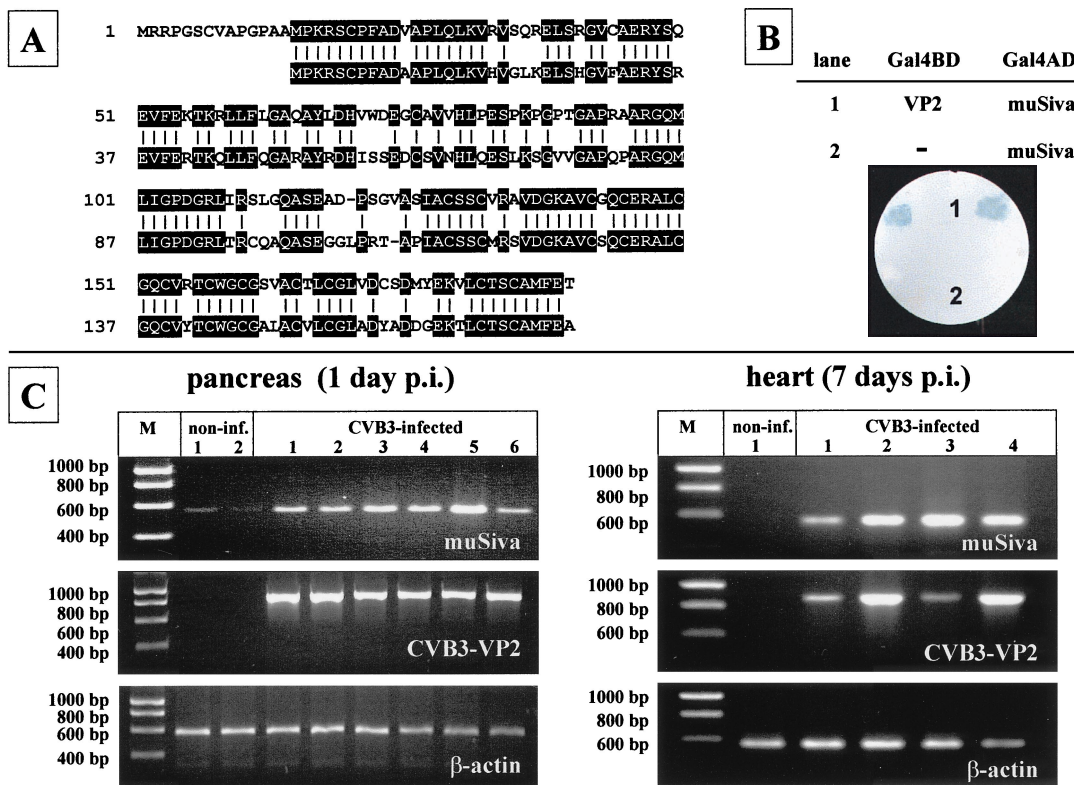 A
1 MRRPGSCVAPGPAAMPKRSCPFADVAPLQLKVRVSQRELSRGVCAERYSQ
MPKRSCPFADAAPLQLKVHVGLKELSHGVFAERYSR
51 EVFEKTKRLLFLGAQAYLDHVWDEGCAVVHLPESPKPGPTGAPRAARGQM
37 EVFERTKQLLFQGARAYRDHISSEDCSVNHLQESLKSGVVGAPQPARGQM
101 LIGPDGRLIRSLGQASEAD-PSGVASIACSSCVRAVDGKAVCGQCERALC
87 LIGPDGRLTRCQAQASEGGLPRT-APIACSSCMRSVDGKAVCSQCERALC
151 GQCVRTCWGCGSVACTLCGLVDCSDMYEKVLCTSCAMFET
137 GQCVYTCWGCGALACVLCGLADYADDGEKTLCTSCAMFEA
B
lane Gal4BD Gal4AD
1 VP2 muSiva
2 - muSiva
1
2
C
pancreas (1 day p.i.)
M non-inf. CVB3-infected
1 2 1 2 3 4 5 6
1000 bp
800 bp
600 bp
400 bp
muSiva
1000 bp
800 bp
600 bp
400 bp
CVB3-VP2
1000 bp
800 bp
600 bp
400 bp
β-actin
heart (7 days p.i.)
M non-inf. CVB3-infected
1 1 2 3 4
1000 bp
800 bp
600 bp
muSiva
1000 bp
800 bp
600 bp
CVB3-VP2
1000 bp
800 bp
600 bp
β-actin